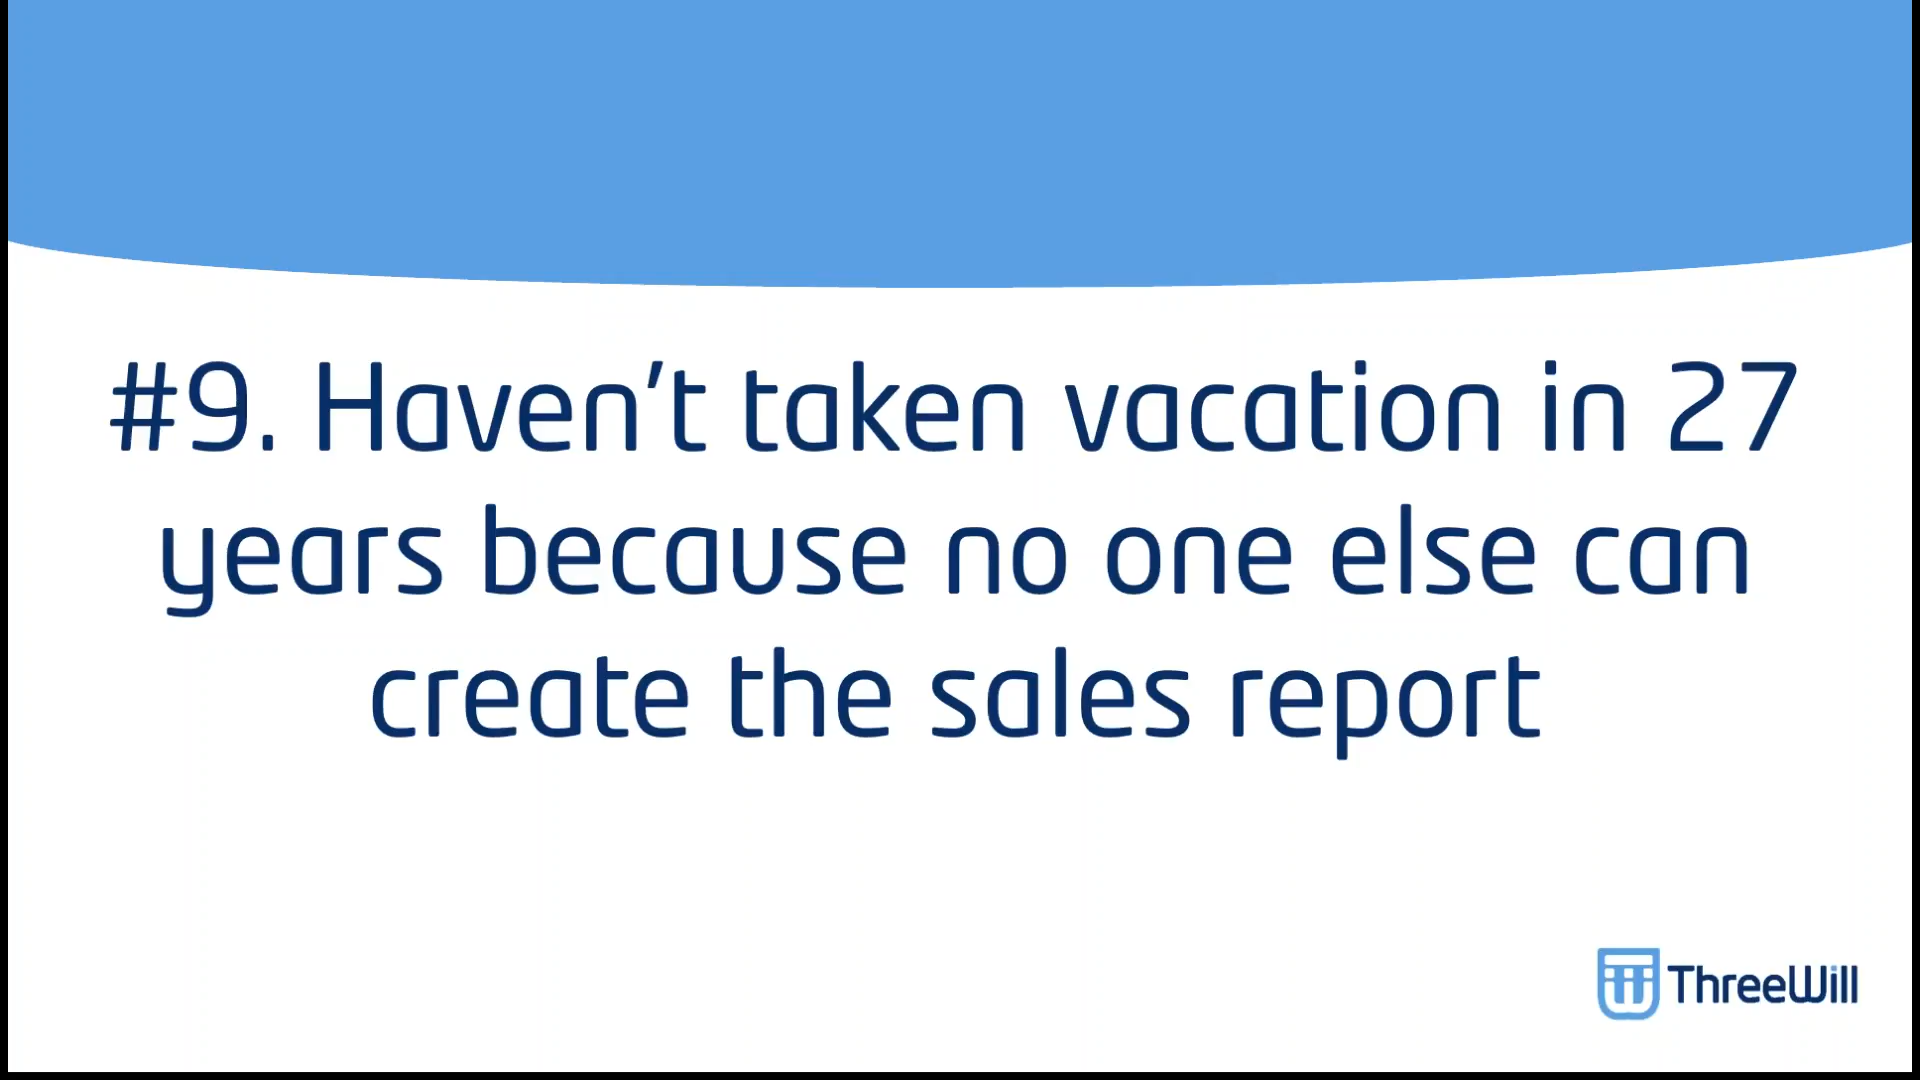 #9. Haven’t taken vacation in 27
years because no one else can
create the sales report
ThreeWill